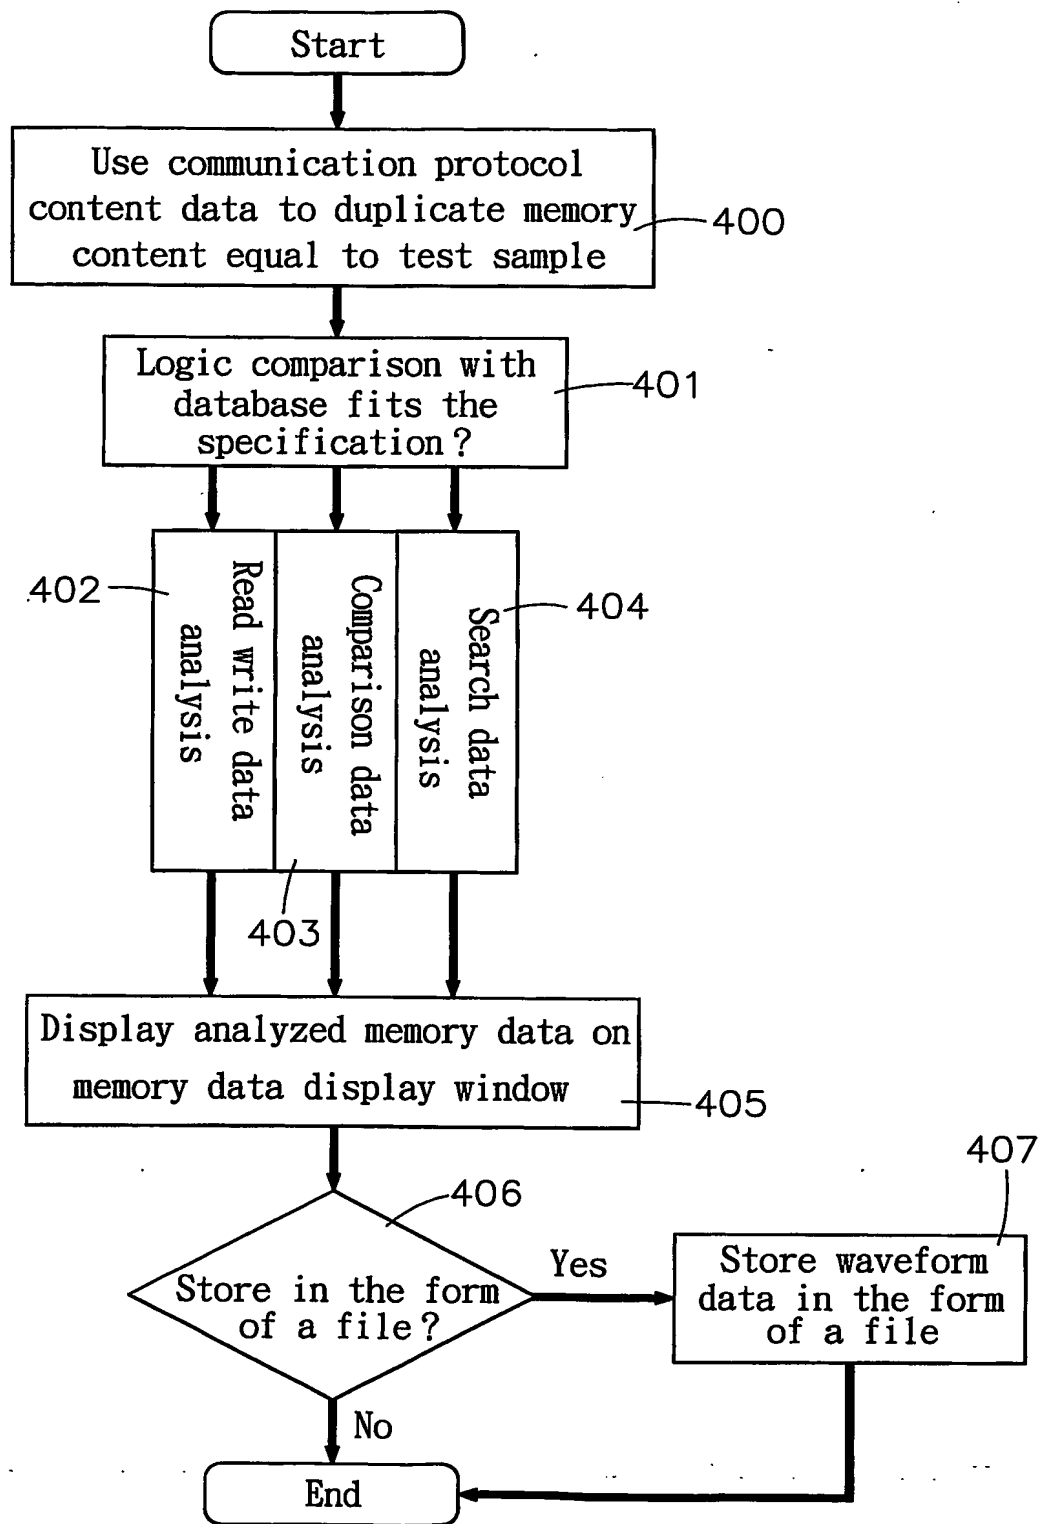 Start
Use communication protocol
content data to duplicate memory
content equal to test sample
400
Logic comparison with
database fits the
specification?
401
402
Read write data
analysis
Comparison data
analysis
403
Search data
analysis
404
Display analyzed memory data on
memory data display window
405
406
Store in the form
of a file?
Yes
407
Store waveform
data in the form
of a file
No
End